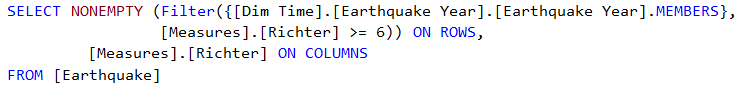 SELECT NONEMPTY (Filter({[Dim Time].[Earthquake Year].[Earthquake Year].MEMBERS},
[Measures].[Richter] >= 6)) ON ROWS,
[Measures].[Richter] ON COLUMNS
FROM [Earthquake]